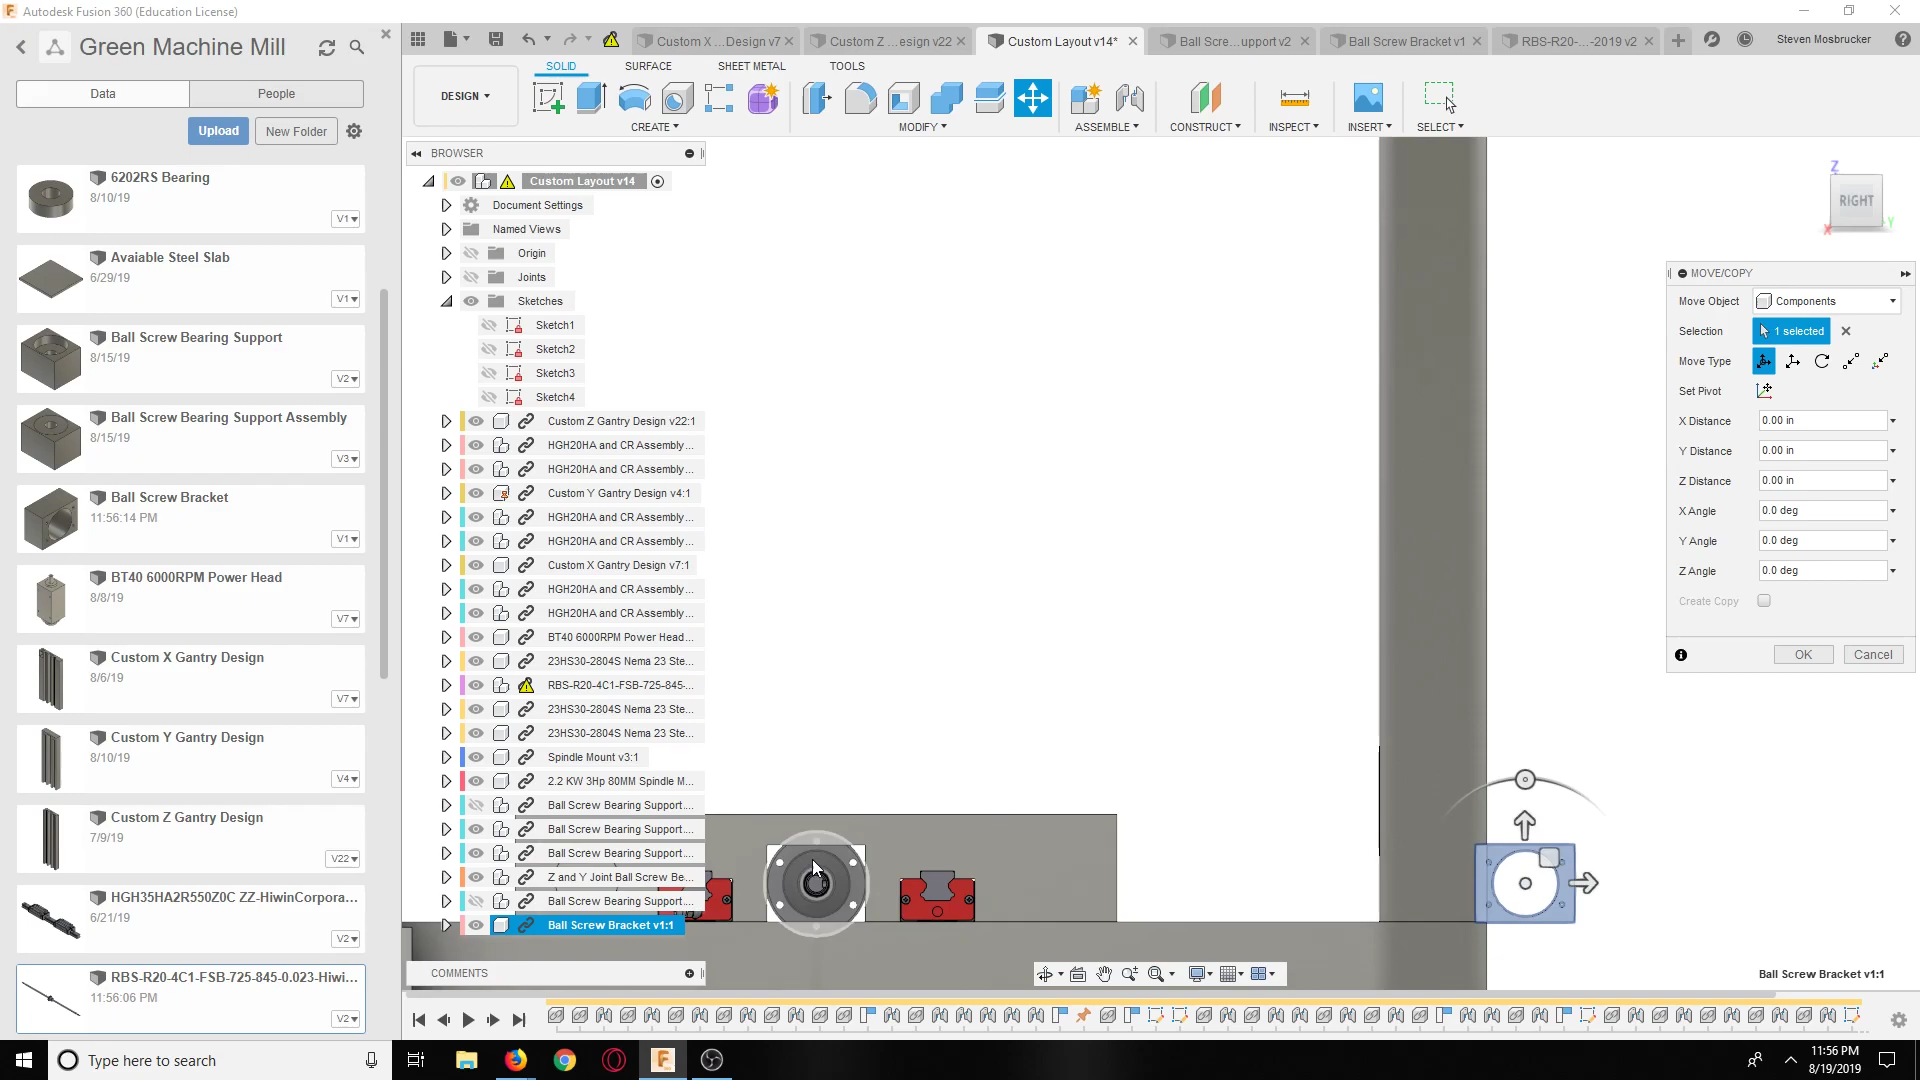 Autodesk Fusion 360 (Education License)
Green Machine Mill
Data
People
Upload
New Folder
6202RS Bearing
8/10/19
V1
Avaiable Steel Slab
6/29/19
V1
Ball Screw Bearing Support
8/15/19
V2
Ball Screw Bearing Support Assembly
8/15/19
V3
Ball Screw Bracket
11:56:14 PM
V1
BT40 6000RPM Power Head
8/8/19
V7
Custom X Gantry Design
8/6/19
V7
Custom Y Gantry Design
8/10/19
V4
Custom Z Gantry Design
7/9/19
V22
HGH35HA2R550Z0C ZZ-HiwinCorpora...
6/21/19
V2
RBS-R20-4C1-FSB-725-845-0.023-Hiwi...
11:56:06 PM
V2
Custom X ...Design v7
Custom Z ...esign v22
Custom Layout v14*
Ball Scre...upport v2
Ball Screw Bracket v1
RBS-R20-...-2019 v2
Steven Mosbrucker
SOLID
SURFACE
SHEET METAL
TOOLS
DESIGN
CREATE
MODIFY
ASSEMBLE
CONSTRUCT
INSPECT
INSERT
SELECT
BROWSER
Custom Layout v14
Document Settings
Named Views
Origin
Joints
Sketches
Sketch1
Sketch2
Sketch3
Sketch4
Custom Z Gantry Design v22:1
HGH20HA and CR Assembly...
HGH20HA and CR Assembly...
Custom Y Gantry Design v4:1
HGH20HA and CR Assembly...
HGH20HA and CR Assembly...
Custom X Gantry Design v7:1
HGH20HA and CR Assembly...
HGH20HA and CR Assembly...
BT40 6000RPM Power Head...
23HS30-2804S Nema 23 Ste...
RBS-R20-4C1-FSB-725-845-...
23HS30-2804S Nema 23 Ste...
23HS30-2804S Nema 23 Ste...
Spindle Mount v3:1
2.2 KW 3Hp 80MM Spindle M...
Ball Screw Bearing Support....
Ball Screw Bearing Support....
Ball Screw Bearing Support....
Z and Y Joint Ball Screw Be...
Ball Screw Bearing Support....
Ball Screw Bracket v1:1
COMMENTS
Z
RIGHT
X
Y
MOVE/COPY
Move Object
Components
Selection
1 selected
Move Type
Set Pivot
X Distance
0.00 in
Y Distance
0.00 in
Z Distance
0.00 in
X Angle
0.0 deg
Y Angle
0.0 deg
Z Angle
0.0 deg
Create Copy
OK
Cancel
Ball Screw Bracket v1:1
Type here to search
11:56 PM
8/19/2019